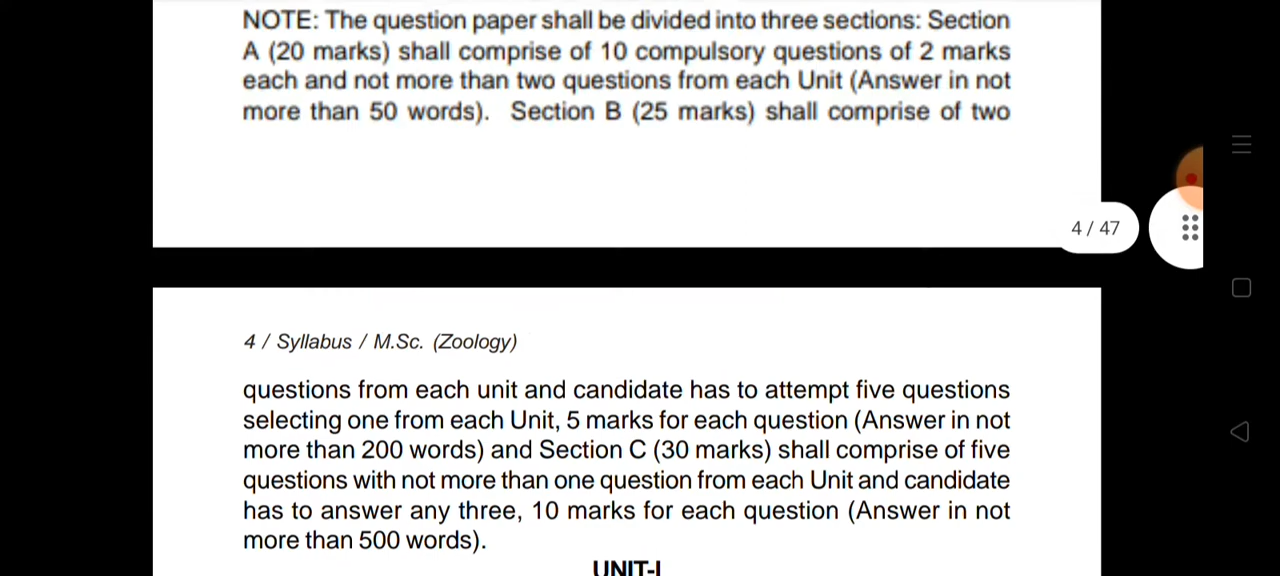 NOTE: The question paper shall be divided into three sections: Section
A (20 marks) shall comprise of 10 compulsory questions of 2 marks
each and not more than two questions from each Unit (Answer in not
more than 50 words).  Section B (25 marks) shall comprise of two
4 / 47
4 / Syllabus / M.Sc. (Zoology)
questions from each unit and candidate has to attempt five questions
selecting one from each Unit, 5 marks for each question (Answer in not
more than 200 words) and Section C (30 marks) shall comprise of five
questions with not more than one question from each Unit and candidate
has to answer any three, 10 marks for each question (Answer in not
more than 500 words).
UNIT-I